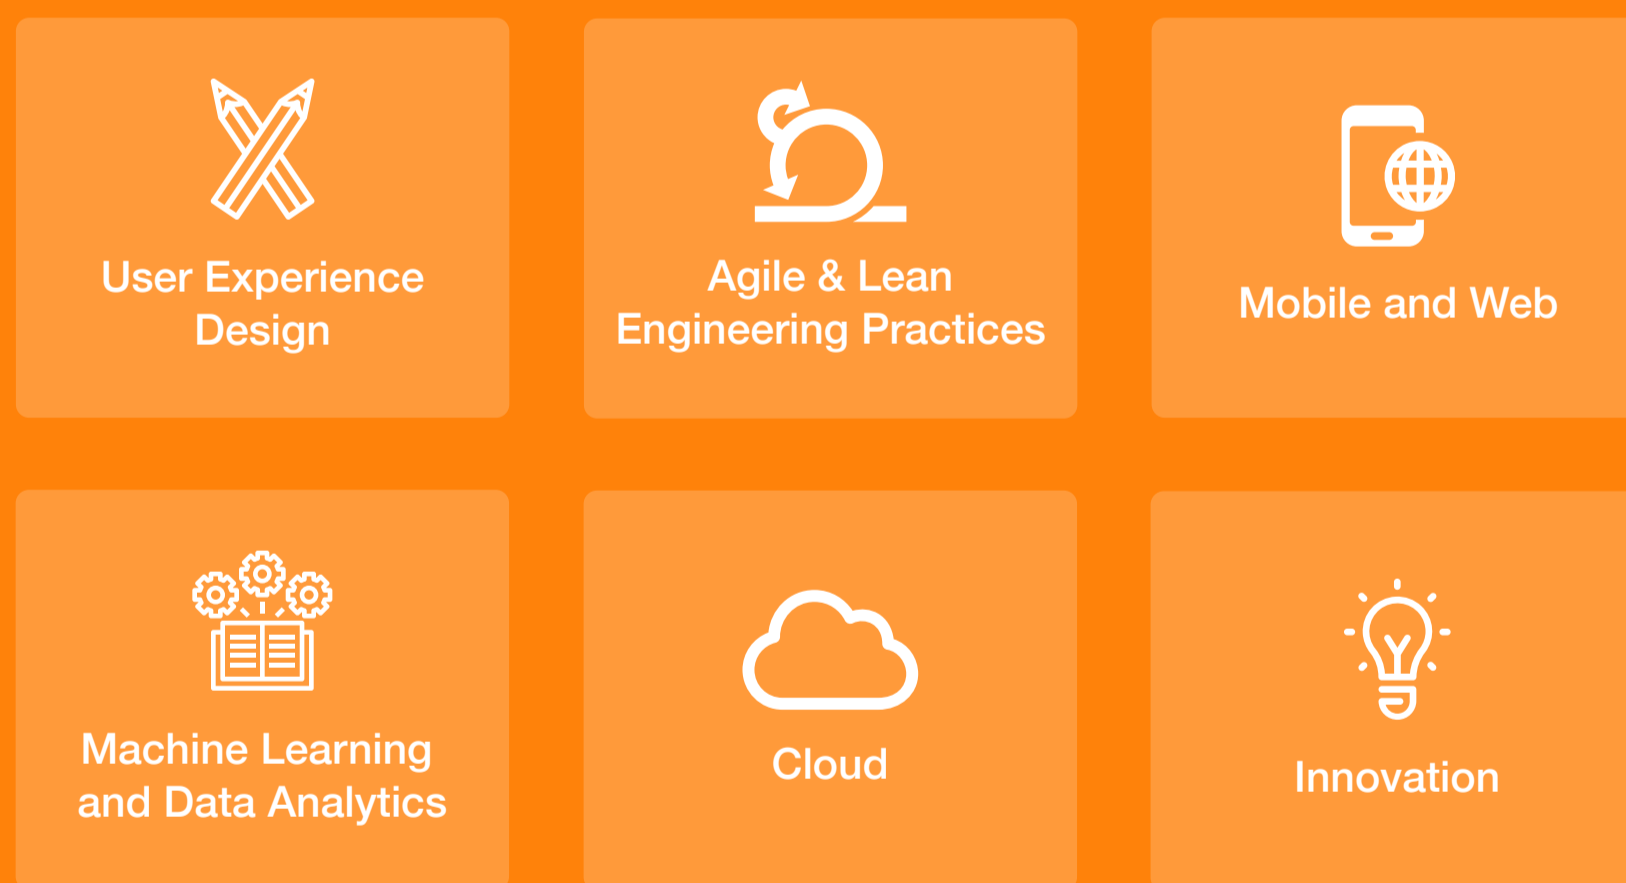 User Experience
Design
Agile & Lean
Engineering Practices
Mobile and Web
Machine Learning
and Data Analytics
Cloud
Innovation